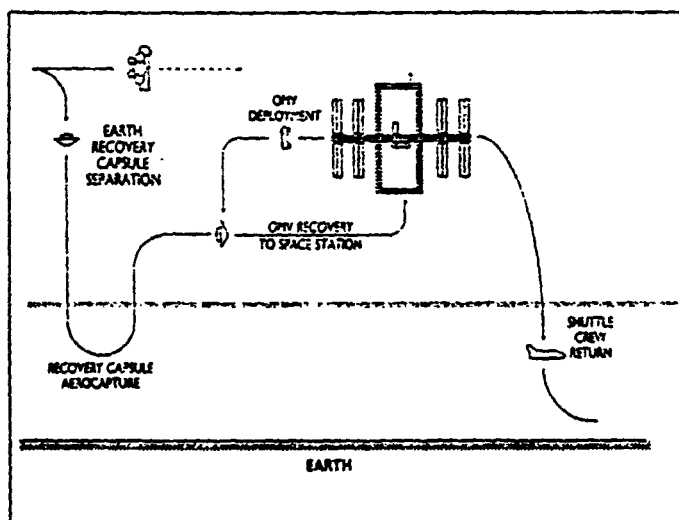 OMV
DEPLOYMENT
EARTH
RECOVERY
CAPSULE
SEPARATION
OMV RECOVERY
TO SPACE STATION
SHUTTLE
CREW
RETURN
RECOVERY CAPSULE
AEROCAPTURE
EARTH